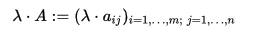 λ · A := (λ · a_{ij})_{i=1,…,m; j=1,…,n}